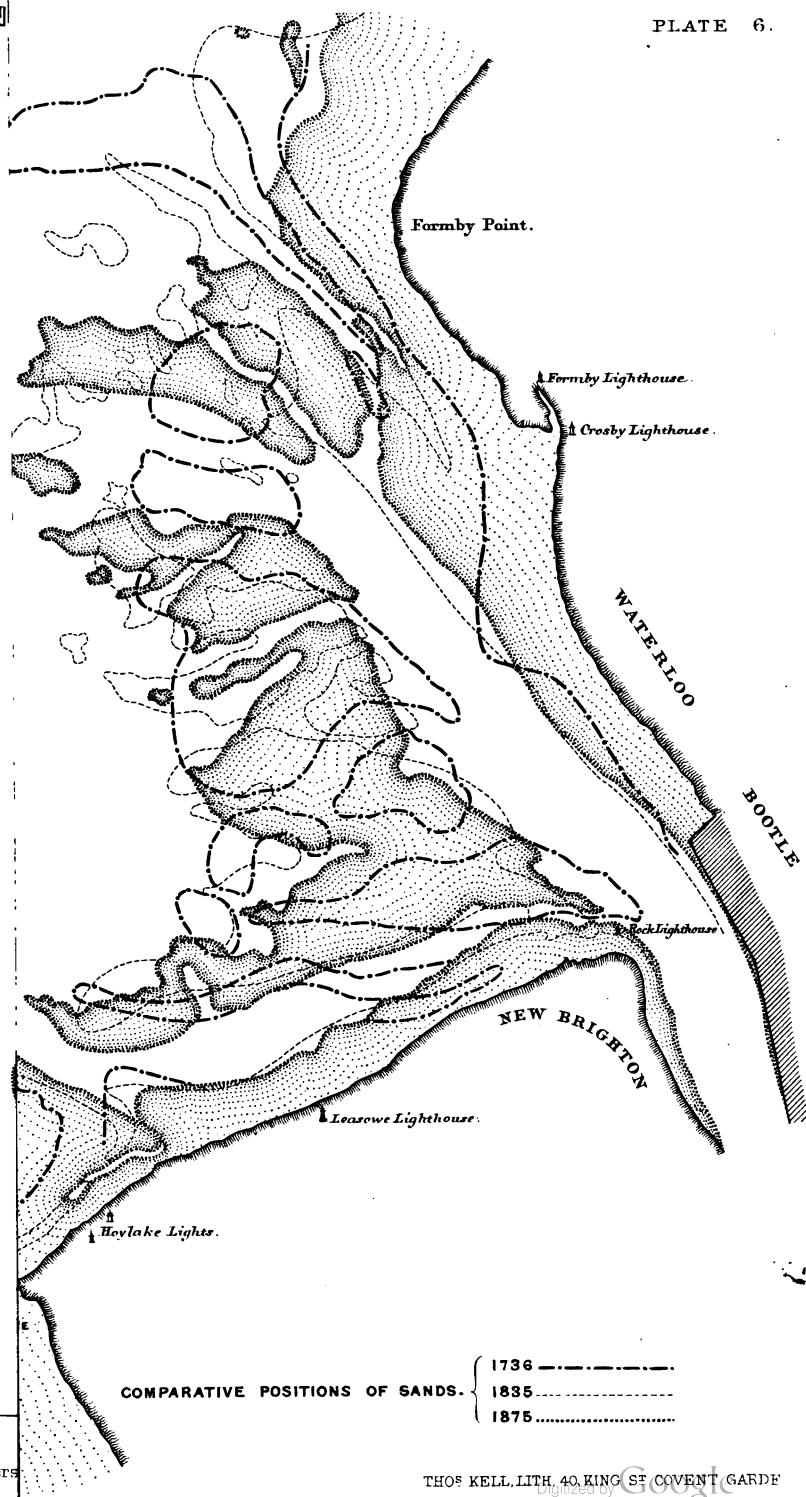 PLATE 6.
Formby Point.
Formby Lighthouse.
Crosby Lighthouse.
WATERLOO
BOOTLE
Rock Lighthouse
NEW BRIGHTON
Leasowe Lighthouse.
Hoylake Lights.
E
COMPARATIVE POSITIONS OF SANDS.
1736
1835
1875
rs
THOS KELL, LITH. 40, KING ST COVENT GARDE
Digitized by Google